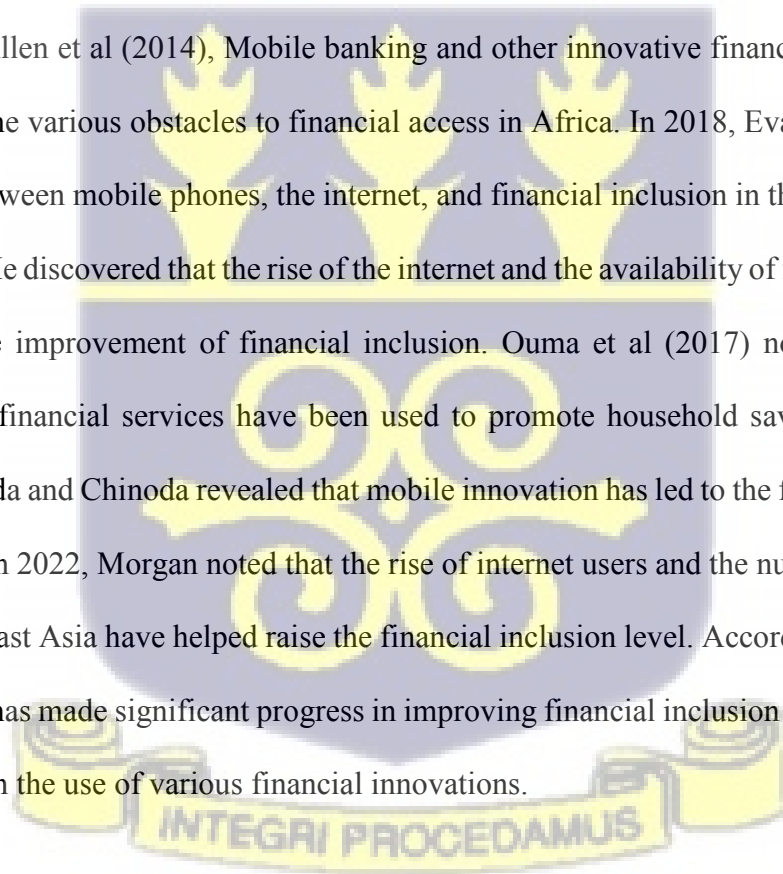 llen et al (2014), Mobile banking and other innovative financ
ne various obstacles to financial access in Africa. In 2018, Eva
ween mobile phones, the internet, and financial inclusion in th
He discovered that the rise of the internet and the availability of
e improvement of financial inclusion. Ouma et al (2017) no
financial services have been used to promote household sav
da and Chinoda revealed that mobile innovation has led to the f
n 2022, Morgan noted that the rise of internet users and the nu
ast Asia have helped raise the financial inclusion level. Accor
has made significant progress in improving financial inclusion
n the use of various financial innovations.
INTEGRI PROCEDAMUS